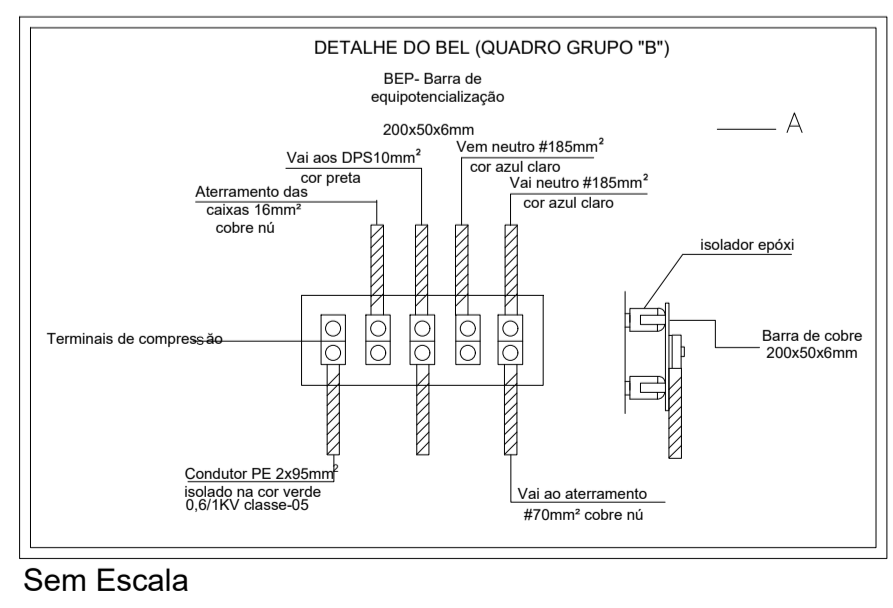 DETALHE DO BEL (QUADRO GRUPO "B")
BEP- Barra de
equipotencialização
200x50x6mm
A
Vem neutro #185mm²
cor azul claro
Vai aos DPS10mm²
cor preta
Vai neutro #185mm²
cor azul claro
Aterramento das
caixas 16mm²
cobre nú
isolador epóxi
Terminais de compressão
Barra de cobre
200x50x6mm
Condutor PE 2x95mm²
isolado na cor verde
0,6/1KV classe-05
Vai ao aterramento
#70mm² cobre nú
Sem Escala